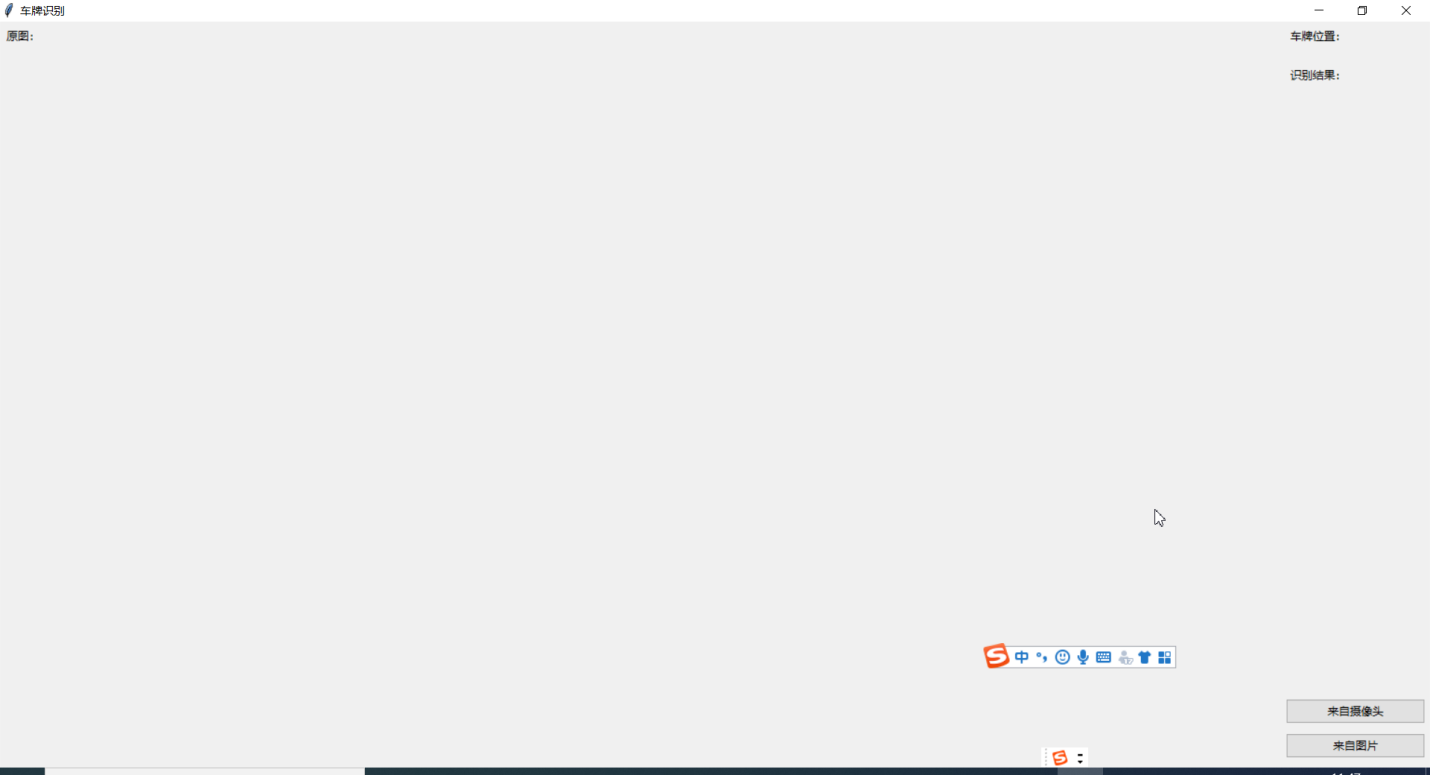 车牌识别
原图：
车牌位置：
识别结果：
中
来自摄像头
来自图片